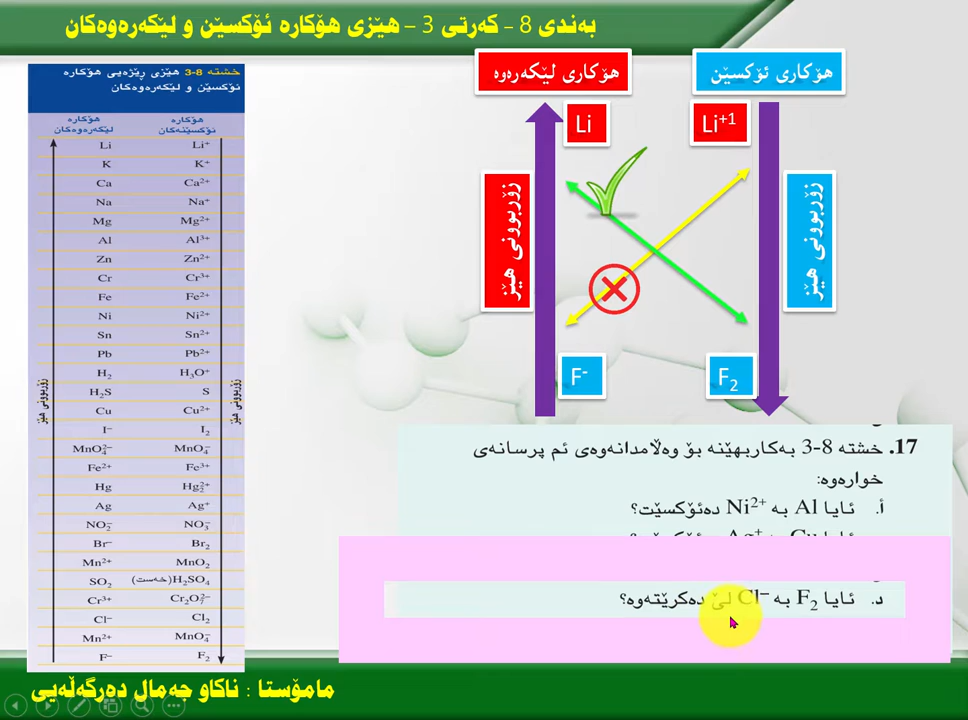 بەندی 8 - کەرتی 3 - هێزی هۆکارە ئۆکسێن و لێکەرەوەکان
خشتە 8-3 هێزی ڕێژەیی هۆکارە
ئۆکسێن و لێکەرەوەکان
هۆکارە
لێکەرەوەکان
هۆکارە
ئۆکسێنەکان
Li Li⁺
K K⁺
Ca Ca²⁺
Na Na⁺
Mg Mg²⁺
Al Al³⁺
Zn Zn²⁺
Cr Cr³⁺
Fe Fe²⁺
Ni Ni²⁺
Sn Sn²⁺
Pb Pb²⁺
H₂ H₃O⁺
H₂S S
Cu Cu²⁺
I⁻ I₂
MnO₄²⁻ MnO₄⁻
Fe²⁺ Fe³⁺
Hg Hg₂²⁺
Ag Ag⁺
NO₂⁻ NO₃⁻
Br⁻ Br₂
Mn²⁺ MnO₂
SO₂ H₂SO₄(خەست)
Cr³⁺ Cr₂O₇²⁻
Cl⁻ Cl₂
Mn²⁺ MnO₄⁻
F⁻ F₂
زۆربوونی هێز
زۆربوونی هێز
هۆکاری لێکەرەوە
هۆکاری ئۆکسێن
Li
Li⁺¹
زۆربوونی هێز
زۆربوونی هێز
F⁻
F₂
17. خشتە 8-3 بەکاربهێنە بۆ وەڵامدانەوەی ئم پرسانەی
خوارەوە:
أ. ئایا Al بە Ni²⁺ دەئۆکسێت؟
د. ئایا F₂ بە Cl⁻ لێ دەکرێتەوە؟
مامۆستا : ناکاو جەمال دەرگەڵەیی